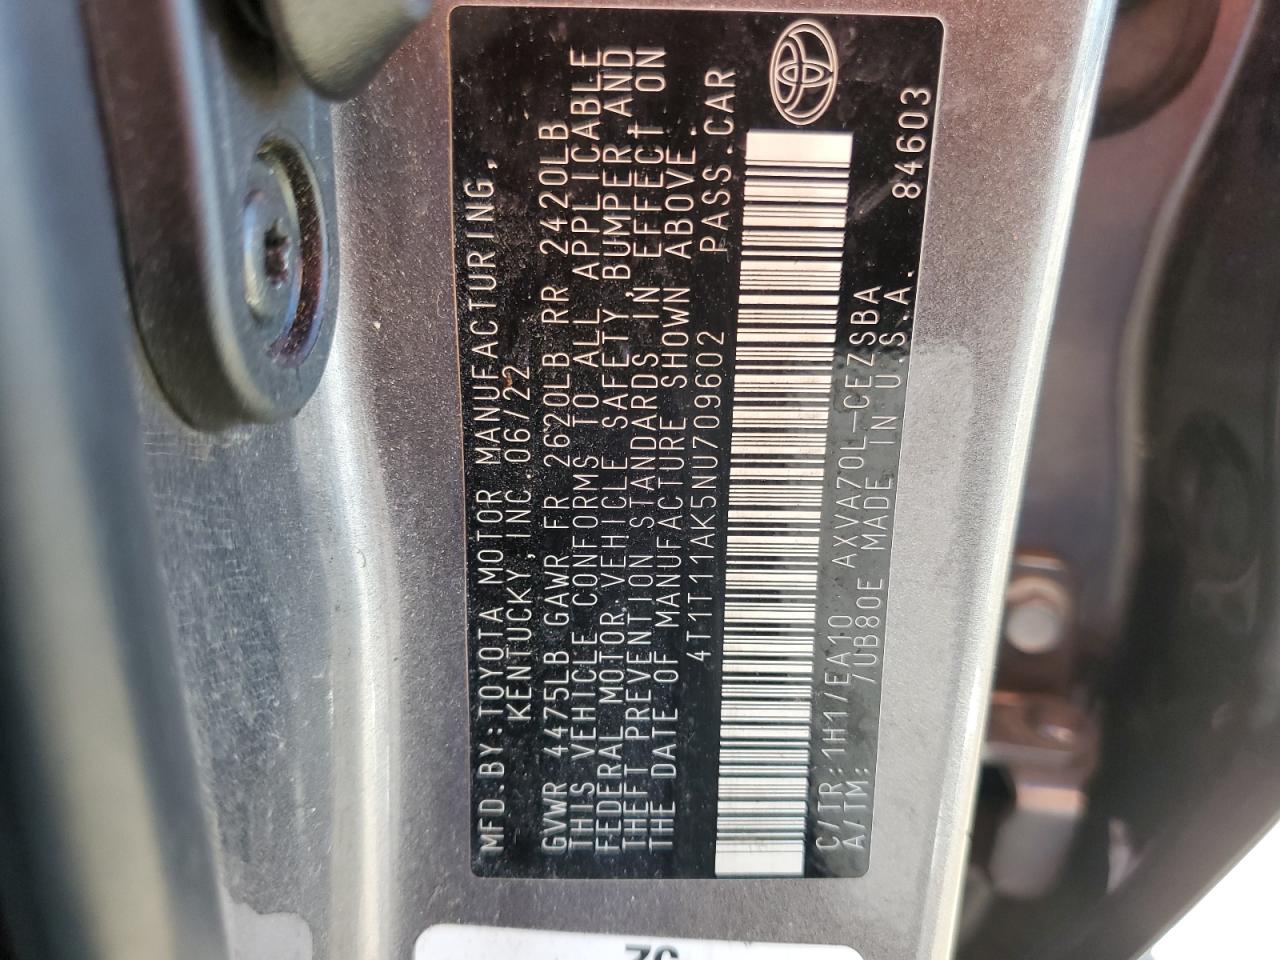 MFD.BY:TOYOTA MOTOR MANUFACTURING,
KENTUCKY, INC. 06/22
GVWR 4475LB GAWR FR 2620LB RR 2420LB
THIS VEHICLE CONFORMS TO ALL APPLICABLE
FEDERAL MOTOR VEHICLE SAFETY, BUMPER AND
THEFT PREVENTION STANDARDS IN EFFECT ON
THE DATE OF MANUFACTURE SHOWN ABOVE.
4T1T11AK5NU709602 PASS.CAR
C/TR:1H1/EA10 AXVA70L-CEZSBA
A/TM: /UB80E MADE IN U.S.A. 84603